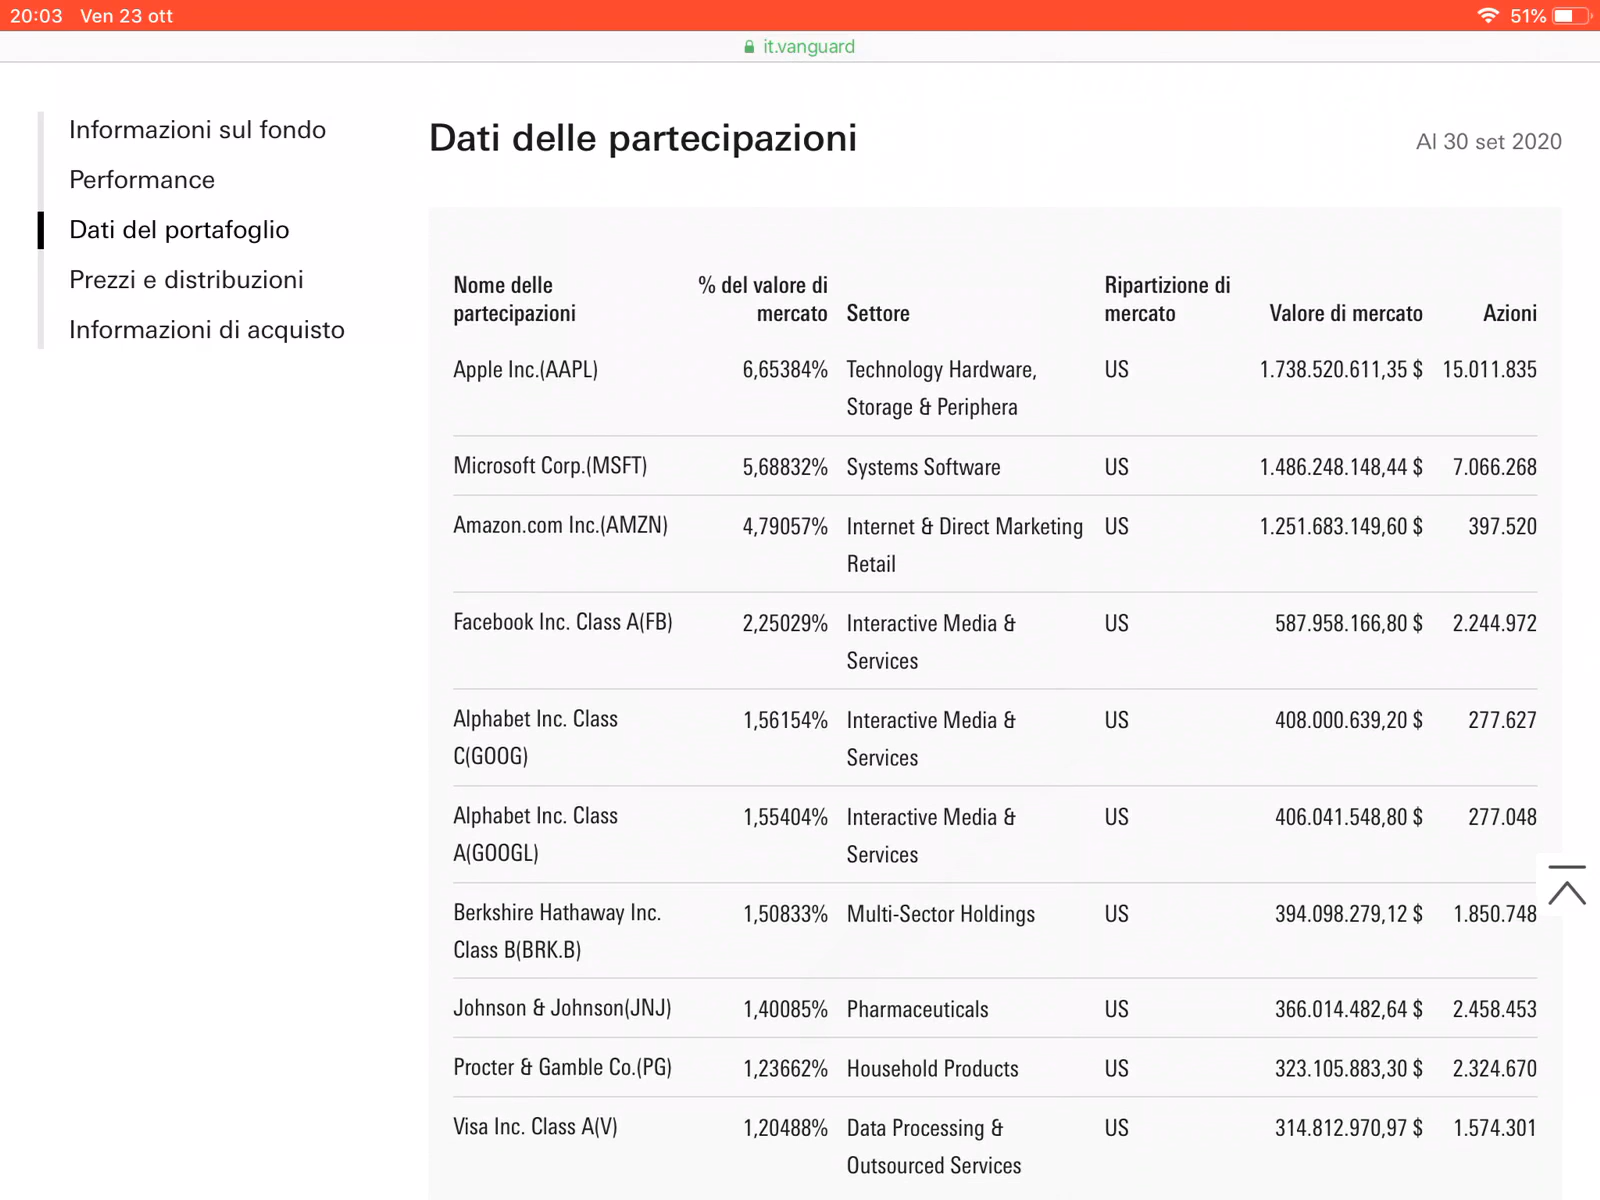 20:03 Ven 23 ott 51%
it.vanguard
Informazioni sul fondo
Performance
Dati del portafoglio
Prezzi e distribuzioni
Informazioni di acquisto
Dati delle partecipazioni Al 30 set 2020
Nome delle % del valore di Ripartizione di
partecipazioni mercato Settore mercato Valore di mercato Azioni
Apple Inc.(AAPL) 6,65384% Technology Hardware, US 1.738.520.611,35 $ 15.011.835
Storage & Periphera
Microsoft Corp.(MSFT) 5,68832% Systems Software US 1.486.248.148,44 $ 7.066.268
Amazon.com Inc.(AMZN) 4,79057% Internet & Direct Marketing US 1.251.683.149,60 $ 397.520
Retail
Facebook Inc. Class A(FB) 2,25029% Interactive Media & US 587.958.166,80 $ 2.244.972
Services
Alphabet Inc. Class 1,56154% Interactive Media & US 408.000.639,20 $ 277.627
C(GOOG) Services
Alphabet Inc. Class 1,55404% Interactive Media & US 406.041.548,80 $ 277.048
A(GOOGL) Services
Berkshire Hathaway Inc. 1,50833% Multi-Sector Holdings US 394.098.279,12 $ 1.850.748
Class B(BRK.B)
Johnson & Johnson(JNJ) 1,40085% Pharmaceuticals US 366.014.482,64 $ 2.458.453
Procter & Gamble Co.(PG) 1,23662% Household Products US 323.105.883,30 $ 2.324.670
Visa Inc. Class A(V) 1,20488% Data Processing & US 314.812.970,97 $ 1.574.301
Outsourced Services